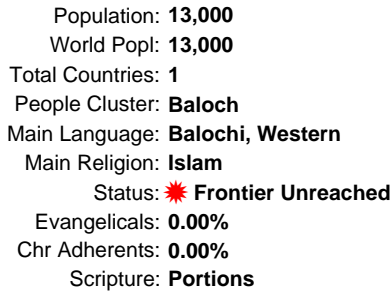 Population: 13,000
World Popl: 13,000
Total Countries: 1
People Cluster: Baloch
Main Language: Balochi, Western
Main Religion: Islam
Status: Frontier Unreached
Evangelicals: 0.00%
Chr Adherents: 0.00%
Scripture: Portions